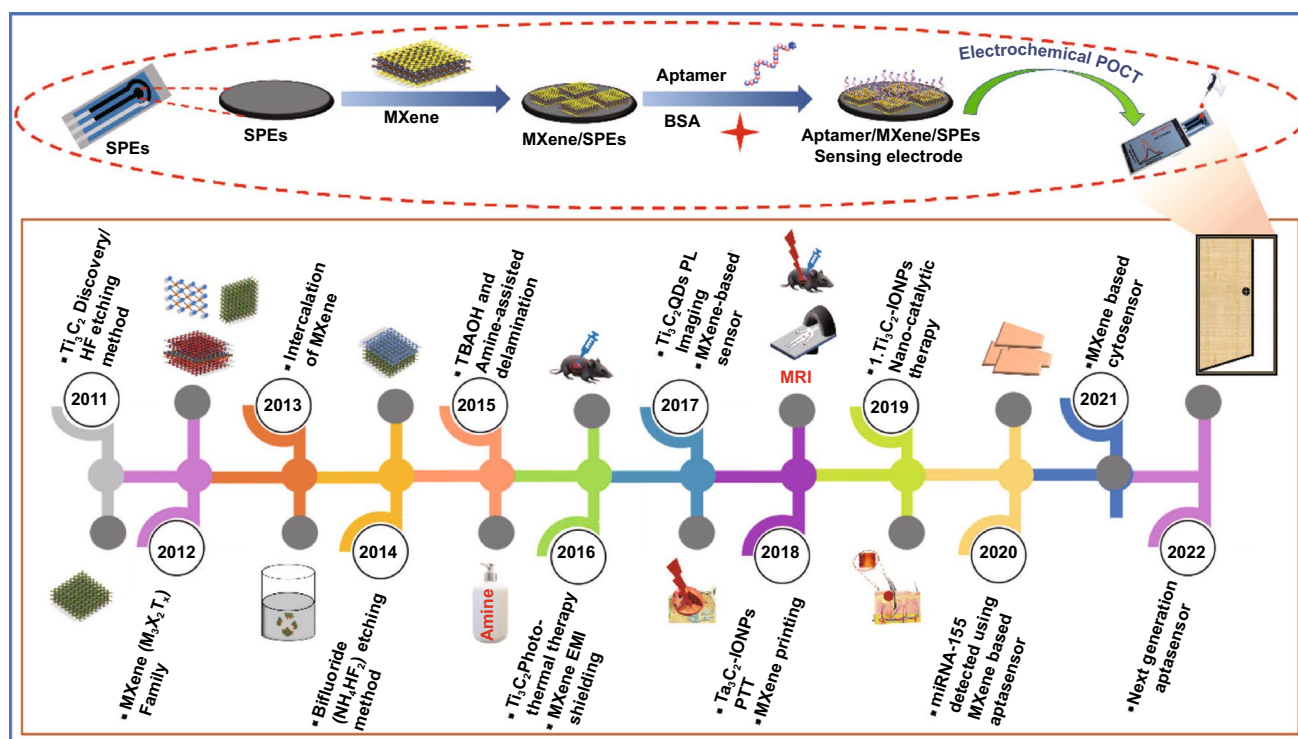 SPEs
SPEs
MXene
MXene/SPEs
Aptamer
BSA
Aptamer/MXene/SPEs
Sensing electrode
Electrochemical POCT
▪ Ti₃C₂ Discovery/
HF etching
method
2011
2012
▪ MXene (M₃X₂Tₓ)
Family
▪ Intercalation
of MXene
2013
2014
▪ Bifluoride
(NH₄HF₂) etching
method
▪ TBAOH and
Amine-assisted
delamination
2015
Amine
2016
▪ Ti₃C₂Photo-
thermal therapy
▪ MXene EMI
shielding
▪ Ti₃C₂QDs PL
Imaging
▪ MXene-based
sensor
2017
MRI
2018
▪ Ta₃C₂-IONPs
PTT
▪ MXene printing
▪ 1.Ti₃C₂-IONPs
Nano-catalytic
therapy
2019
2020
▪ miRNA-155
detected using
MXene based
aptasensor
▪ MXene based
cytosensor
2021
2022
▪ Next generation
aptasensor